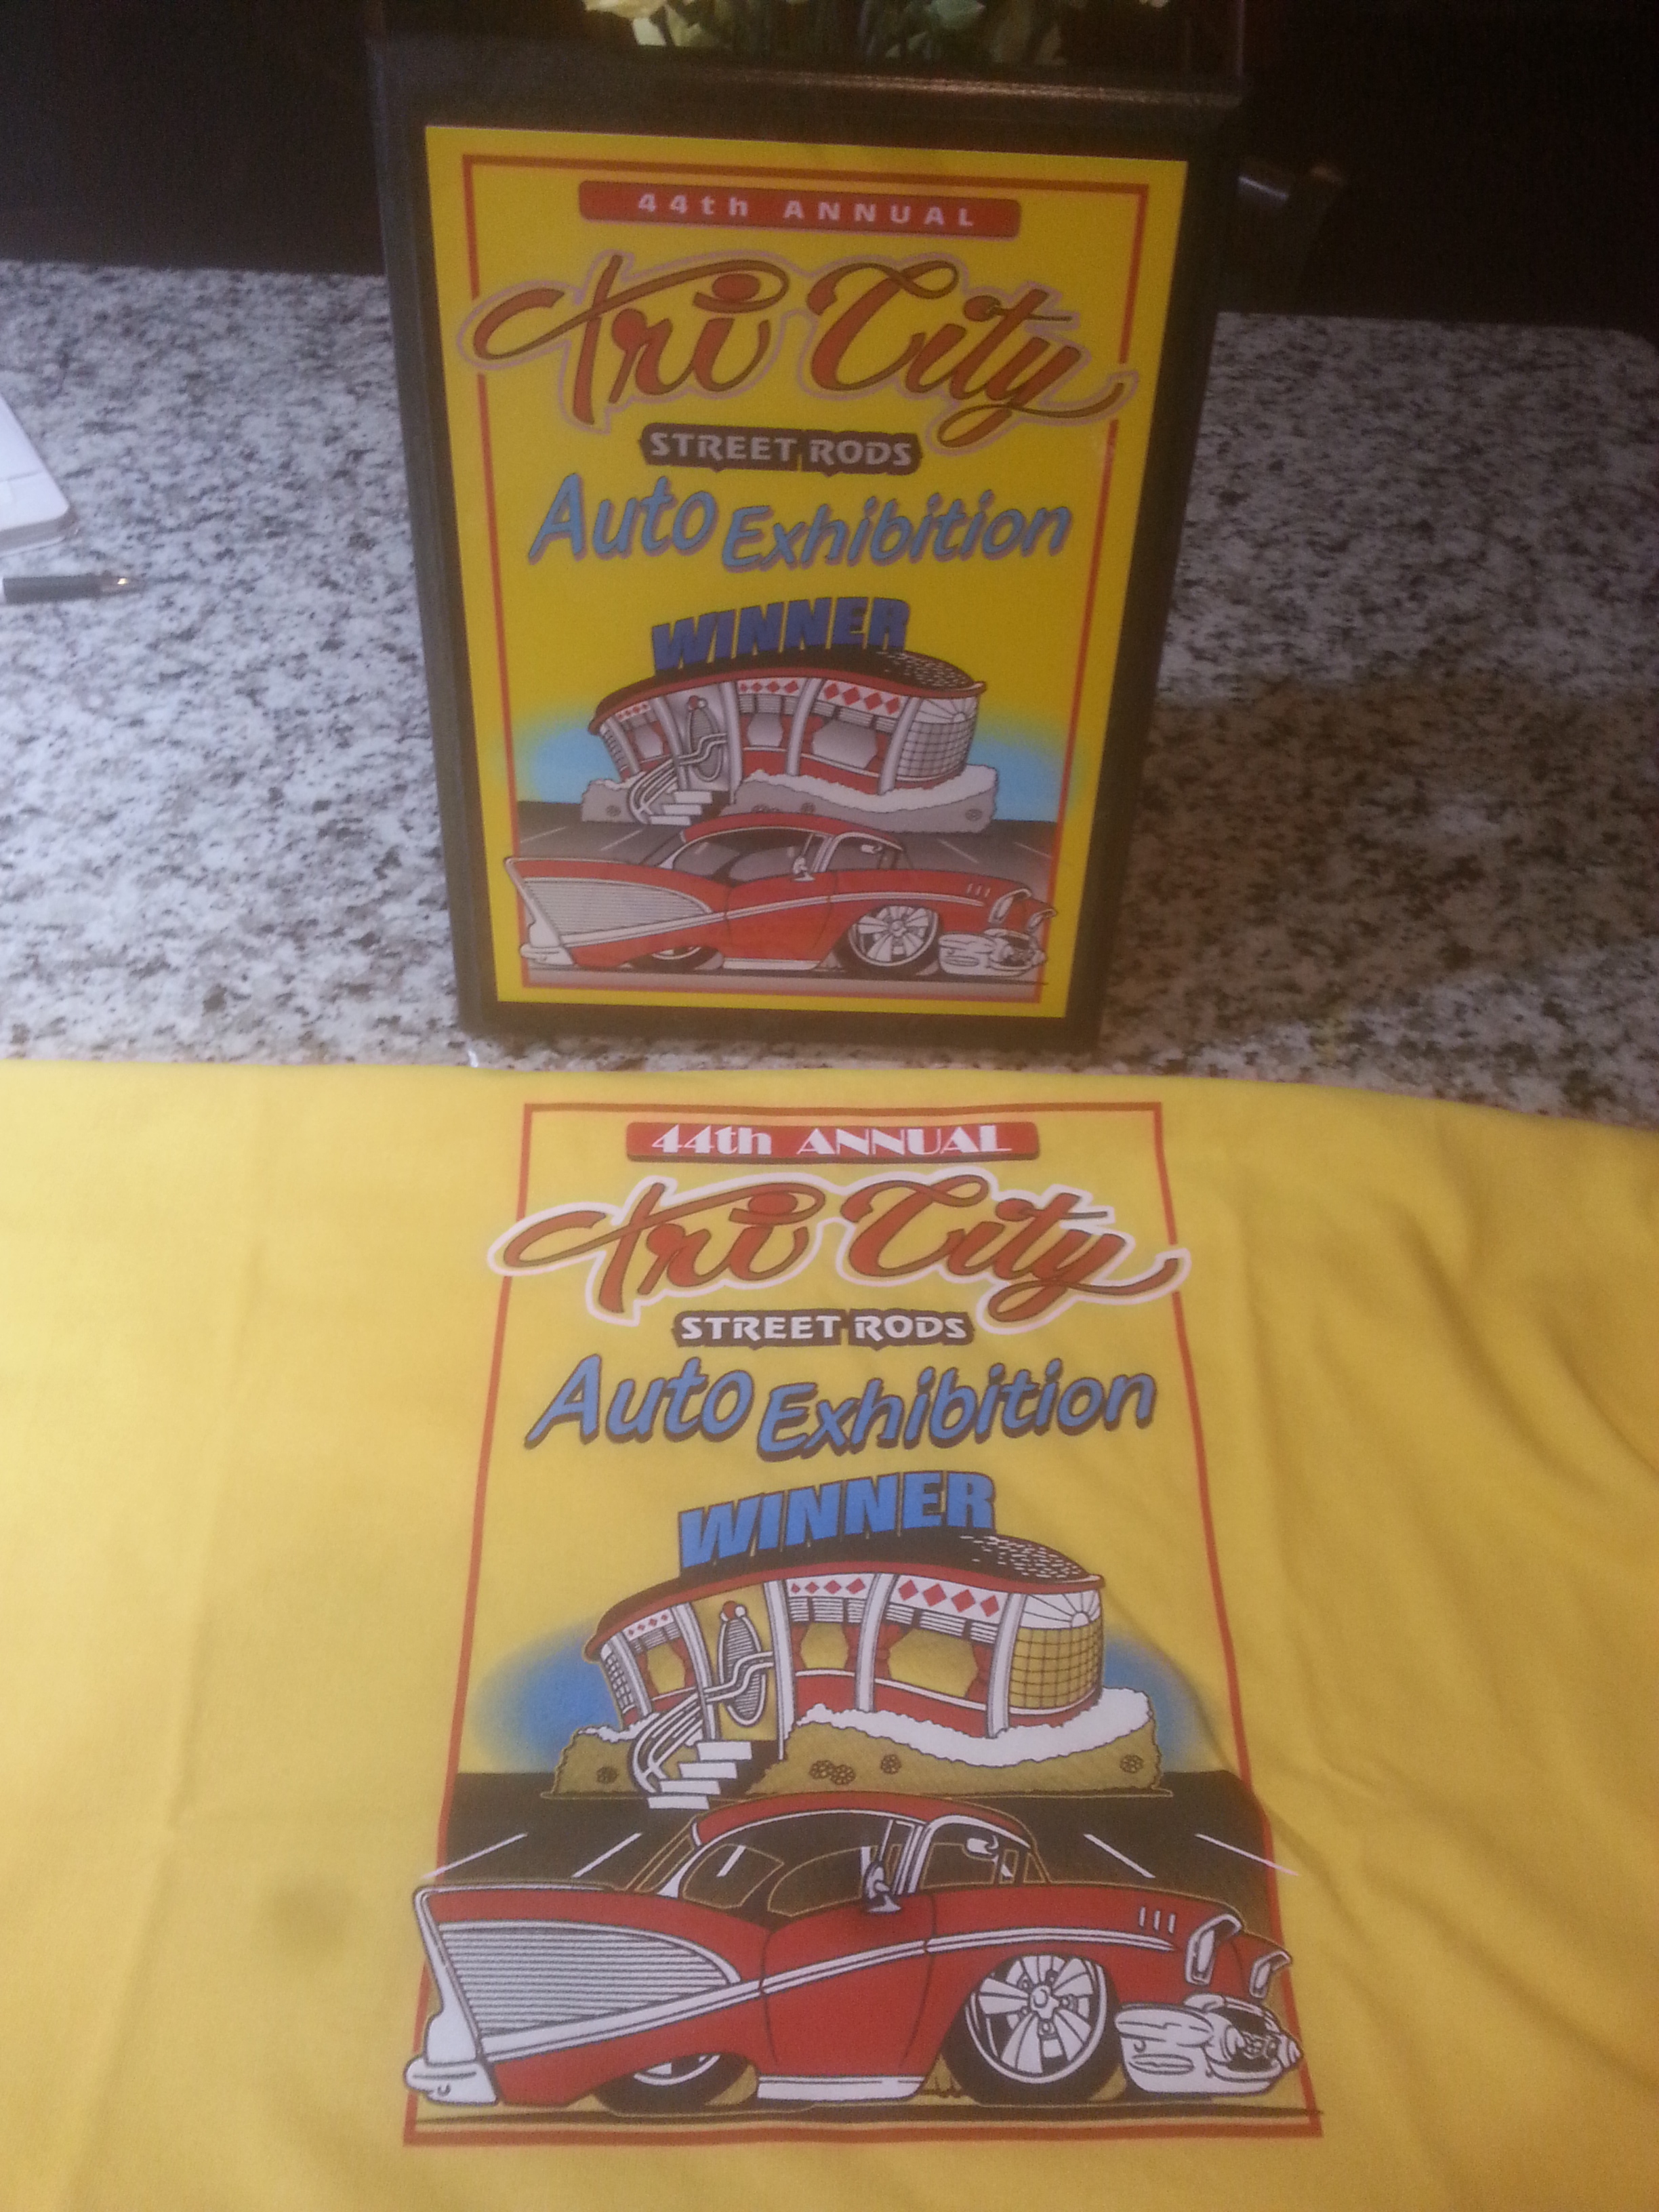 44th ANNUAL
Tri City
STREET RODS
Auto Exhibition
WINNER
44th ANNUAL
Tri City
STREET RODS
Auto Exhibition
WINNER